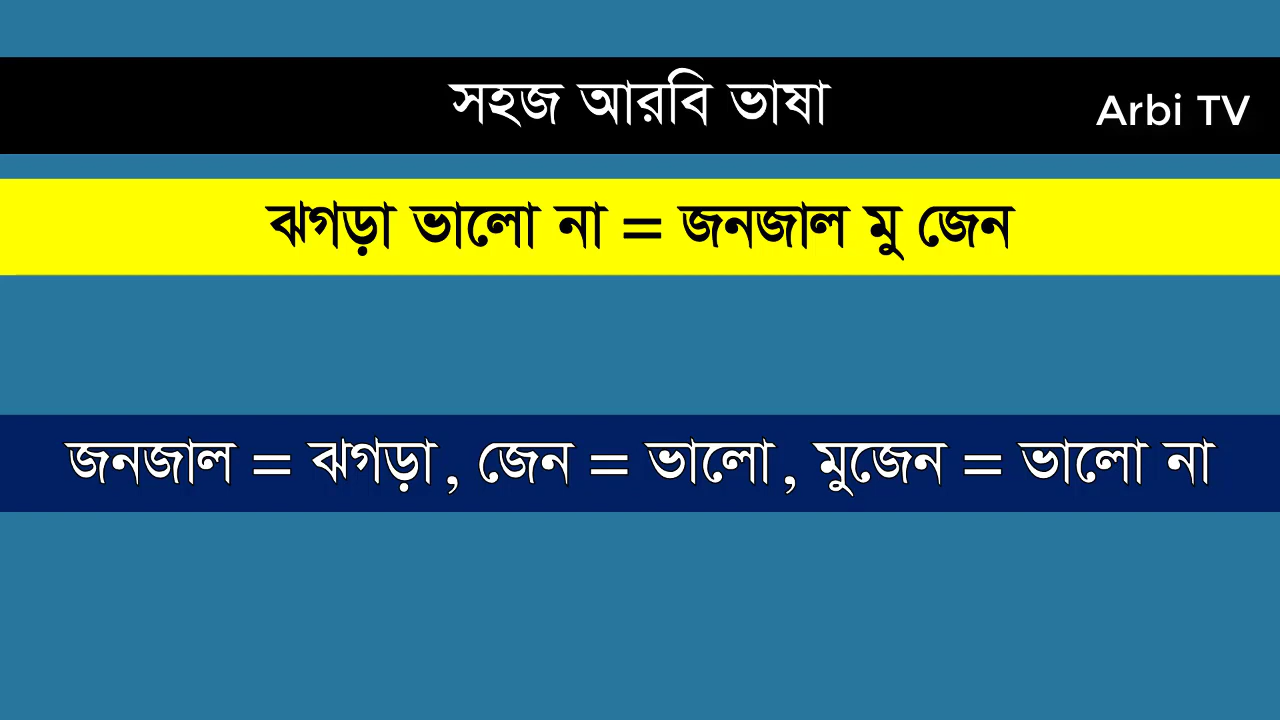 সহজ আরবি ভাষা
Arbi TV
ঝগড়া ভালো না = জনজাল মু জেন
জনজাল = ঝগড়া, জেন = ভালো, মুজেন = ভালো না